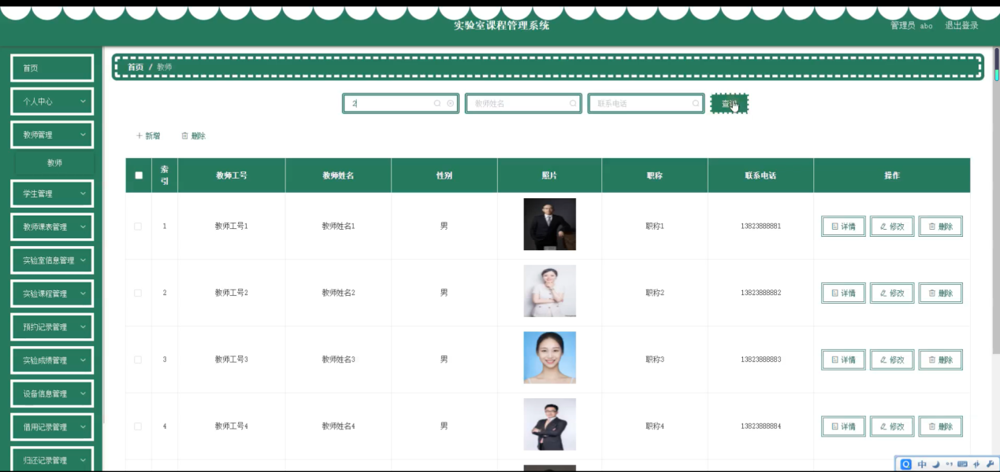 实验室课程管理系统
管理员 abo 退出登录
首页
个人中心
教师管理
教师
学生管理
教师课表管理
实验室信息管理
实验课程管理
预约记录管理
实验成绩管理
设备信息管理
借用记录管理
归还记录管理
首页 / 教师
2 教师姓名 联系电话
新增 删除
索引 教师工号 教师姓名 性别 照片 职称 联系电话 操作
1 教师工号1 教师姓名1 男 职称1 13823888881 详情 修改 删除
2 教师工号2 教师姓名2 男 职称2 13823888882 详情 修改 删除
3 教师工号3 教师姓名3 男 职称3 13823888883 详情 修改 删除
4 教师工号4 教师姓名4 男 职称4 13823888884 详情 修改 删除
中